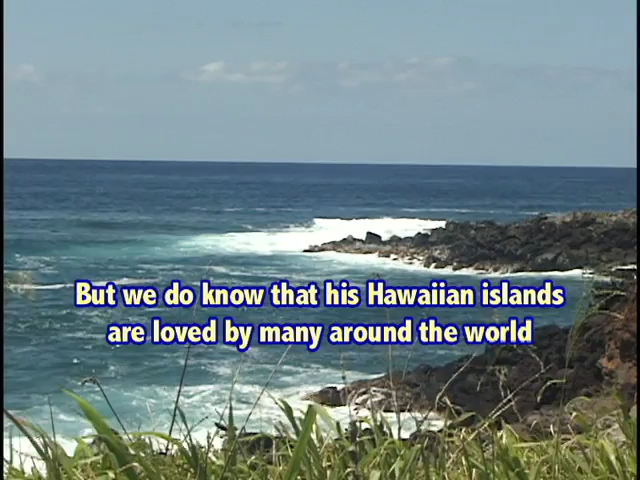 But we do know that his Hawaiian islands
are loved by many around the world